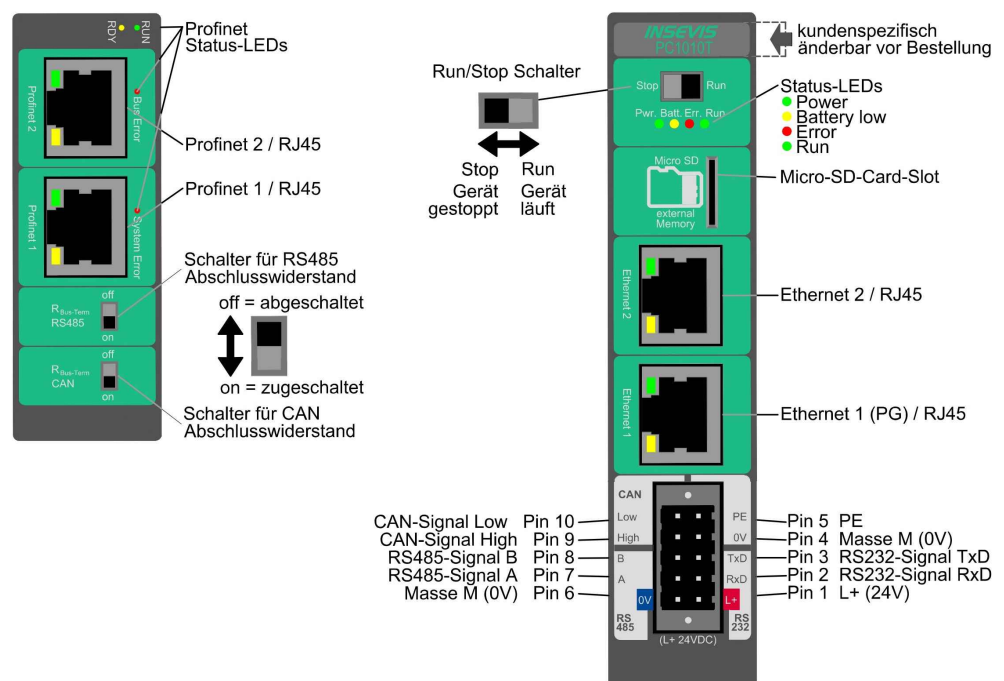 RDY
RUN
Profinet
Status-LEDs
Profinet 2
Bus Error
Profinet 2 / RJ45
Profinet 1
System Error
Profinet 1 / RJ45
Schalter für RS485
Abschlusswiderstand
off
R Bus-Term
RS485
on
off = abgeschaltet
on = zugeschaltet
off
R Bus-Term
CAN
on
Schalter für CAN
Abschlusswiderstand
INSEVIS
PC1010T
kundenspezifisch
änderbar vor Bestellung
Run/Stop Schalter
Stop Run
Gerät Gerät
gestoppt läuft
Stop Run
Pwr. Batt. Err. Run
Status-LEDs
Power
Battery low
Error
Run
Micro SD
external
Memory
Micro-SD-Card-Slot
Ethernet 2
Ethernet 2 / RJ45
Ethernet 1
Ethernet 1 (PG) / RJ45
CAN
Low
High
B
A
0V
RS
485
PE
0V
TxD
RxD
L+
RS
232
(L+ 24VDC)
CAN-Signal Low Pin 10
CAN-Signal High Pin 9
RS485-Signal B Pin 8
RS485-Signal A Pin 7
Masse M (0V) Pin 6
Pin 5 PE
Pin 4 Masse M (0V)
Pin 3 RS232-Signal TxD
Pin 2 RS232-Signal RxD
Pin 1 L+ (24V)